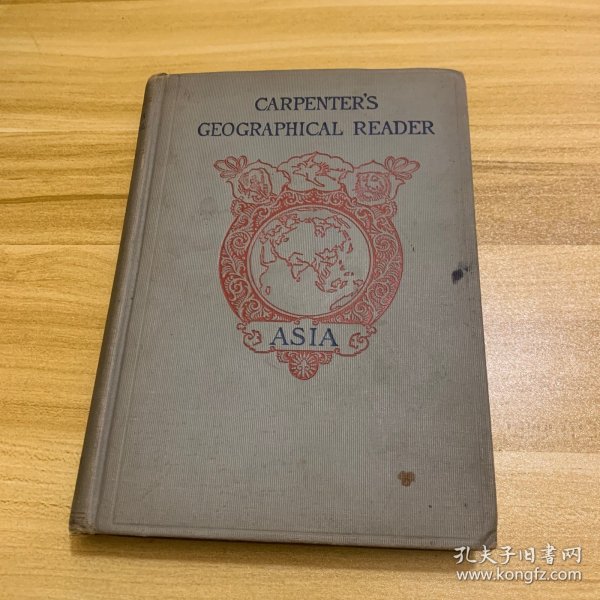 CARPENTER'S
GEOGRAPHICAL READER
ASIA
孔夫子旧书网
www.kongfz.com